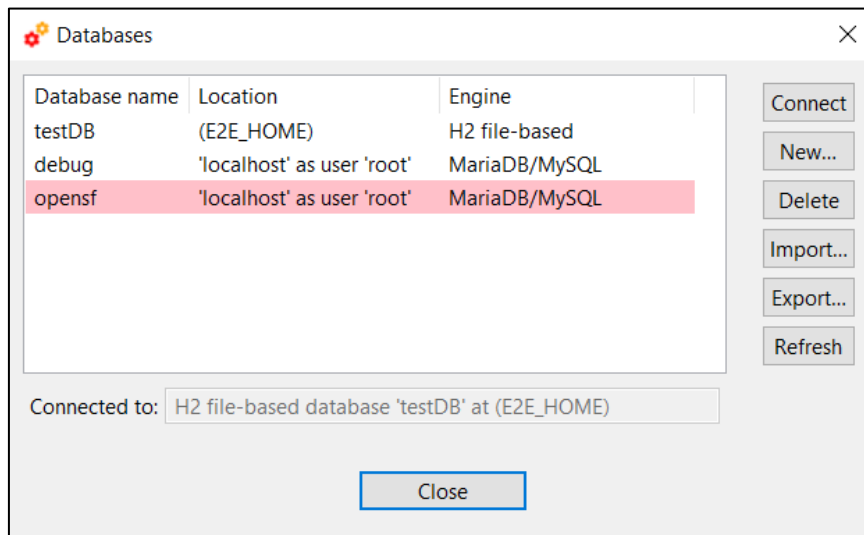 Databases
Database name Location Engine
testDB (E2E_HOME) H2 file-based
debug 'localhost' as user 'root' MariaDB/MySQL
opensf 'localhost' as user 'root' MariaDB/MySQL
Connect
New...
Delete
Import...
Export...
Refresh
Connected to: H2 file-based database 'testDB' at (E2E_HOME)
Close